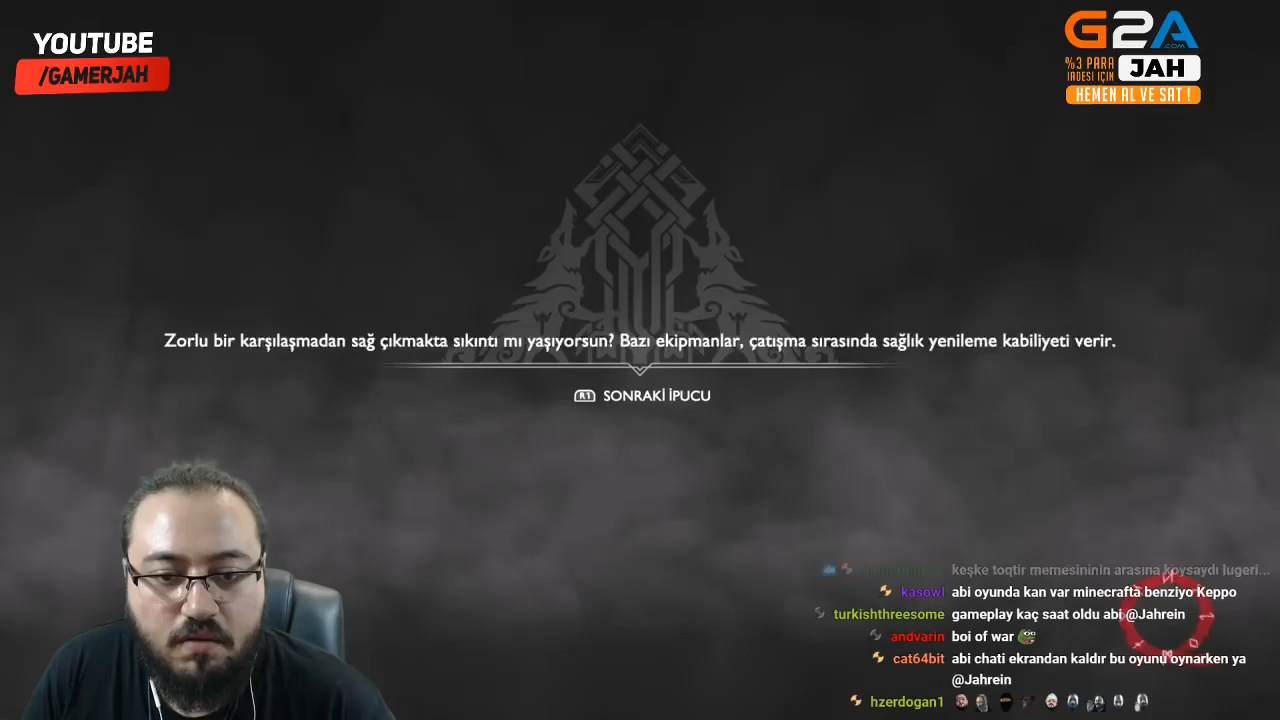 YOUTUBE
/GAMERJAH
G2A
.COM
%3 PARA
İADESİ İÇİN
JAH
HEMEN AL VE SAT !
Zorlu bir karşılaşmadan sağ çıkmakta sıkıntı mı yaşıyorsun? Bazı ekipmanlar, çatışma sırasında sağlık yenileme kabiliyeti verir.
R1 SONRAKİ İPUCU
keşke toqtir memesininin arasına koysaydı lugeri...
kasowl abi oyunda kan var minecrafta benziyo Keppo
turkishthreesome gameplay kaç saat oldu abi @Jahrein
andvarin boi of war
cat64bit abi chati ekrandan kaldır bu oyunu oynarken ya
@Jahrein
hzerdogan1